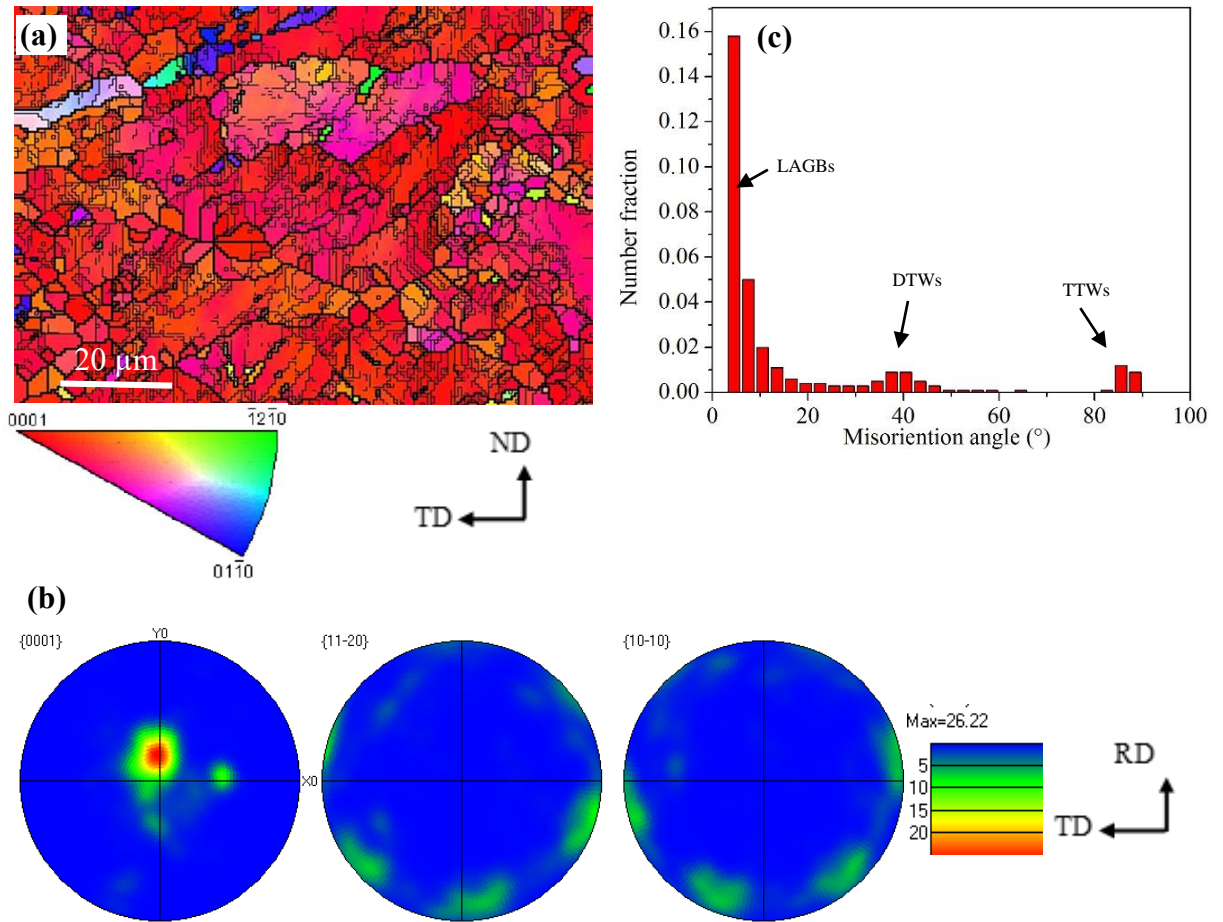 (a)
20 µm
0001
1̄21̄0
011̄0
ND
TD
(c)
0.16
0.14
0.12
0.10
0.08
0.06
0.04
0.02
0.00
Number fraction
LAGBs
DTWs
TTWs
0 20 40 60 80 100
Misoriention angle (°)
(b)
{0001}
Y0
X0
{11-20}
{10-10}
Max=26.22
5
10
15
20
RD
TD